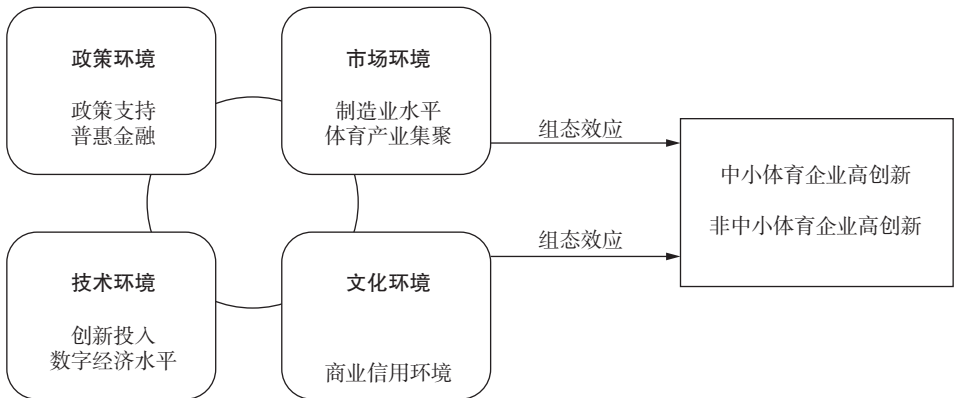 政策环境
政策支持
普惠金融
市场环境
制造业水平
体育产业集聚
组态效应
中小体育企业高创新
非中小体育企业高创新
技术环境
创新投入
数字经济水平
文化环境
商业信用环境
组态效应